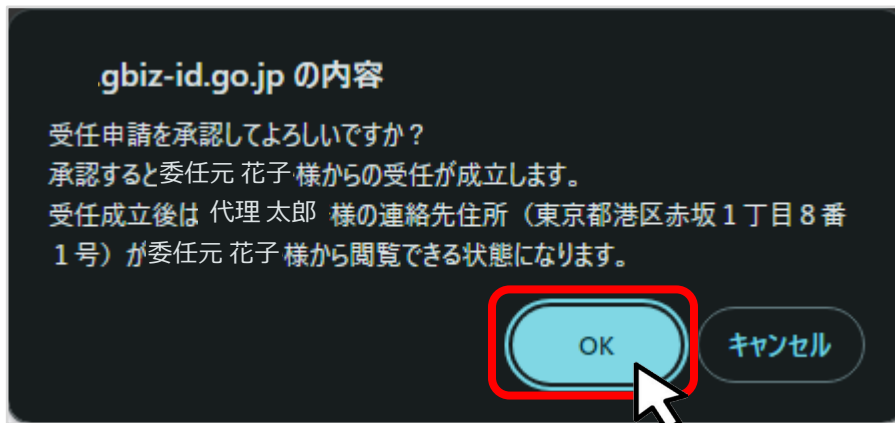 .gbiz-id.go.jp の内容
受任申請を承認してよろしいですか？
承認すると委任元 花子 様からの受任が成立します。
受任成立後は 代理 太郎 様の連絡先住所（東京都港区赤坂１丁目８番
１号）が委任元 花子 様から閲覧できる状態になります。
OK
キャンセル